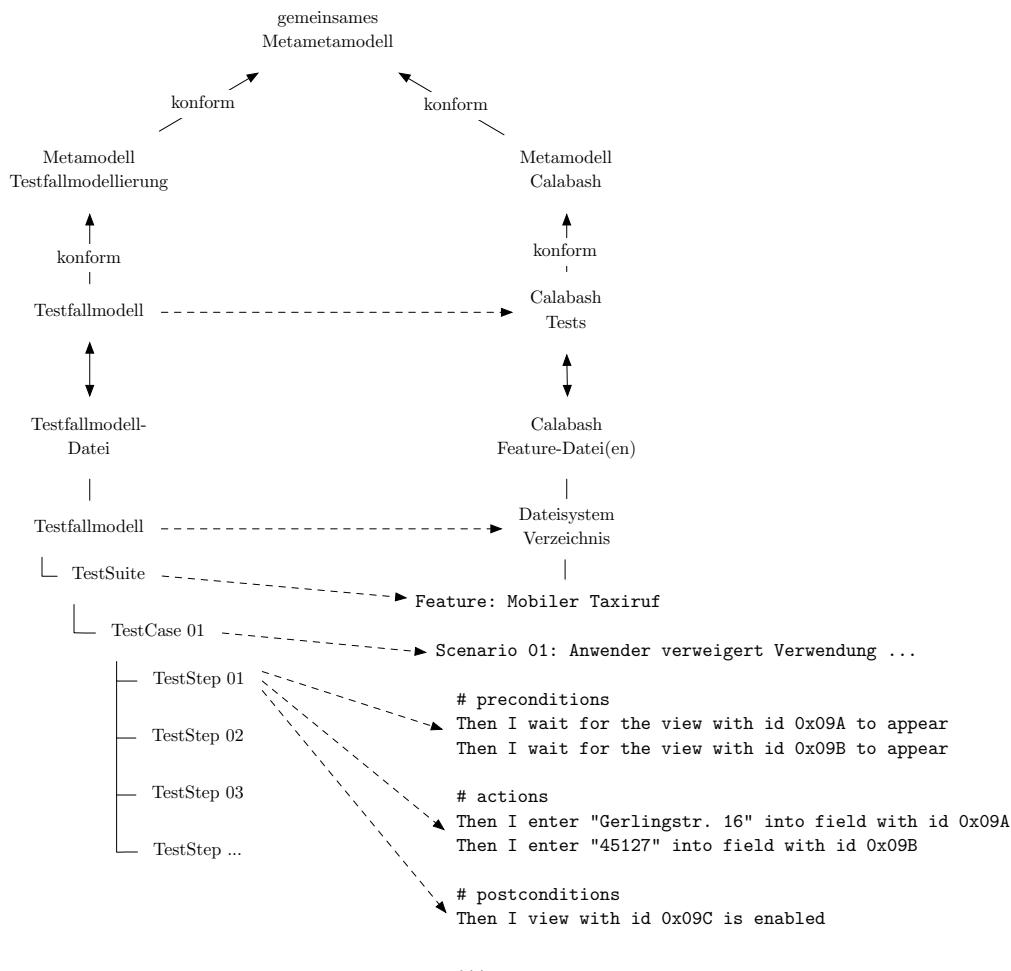 gemeinsames
Metametamodell
konform
konform
Metamodell
Testfallmodellierung
Metamodell
Calabash
konform
konform
Testfallmodell
Calabash
Tests
Testfallmodell-
Datei
Calabash
Feature-Datei(en)
Testfallmodell
Dateisystem
Verzeichnis
TestSuite
Feature: Mobiler Taxiruf
TestCase 01
Scenario 01: Anwender verweigert Verwendung ...
TestStep 01
TestStep 02
TestStep 03
TestStep ...
# preconditions
Then I wait for the view with id 0x09A to appear
Then I wait for the view with id 0x09B to appear
# actions
Then I enter "Gerlingstr. 16" into field with id 0x09A
Then I enter "45127" into field with id 0x09B
# postconditions
Then I view with id 0x09C is enabled
...